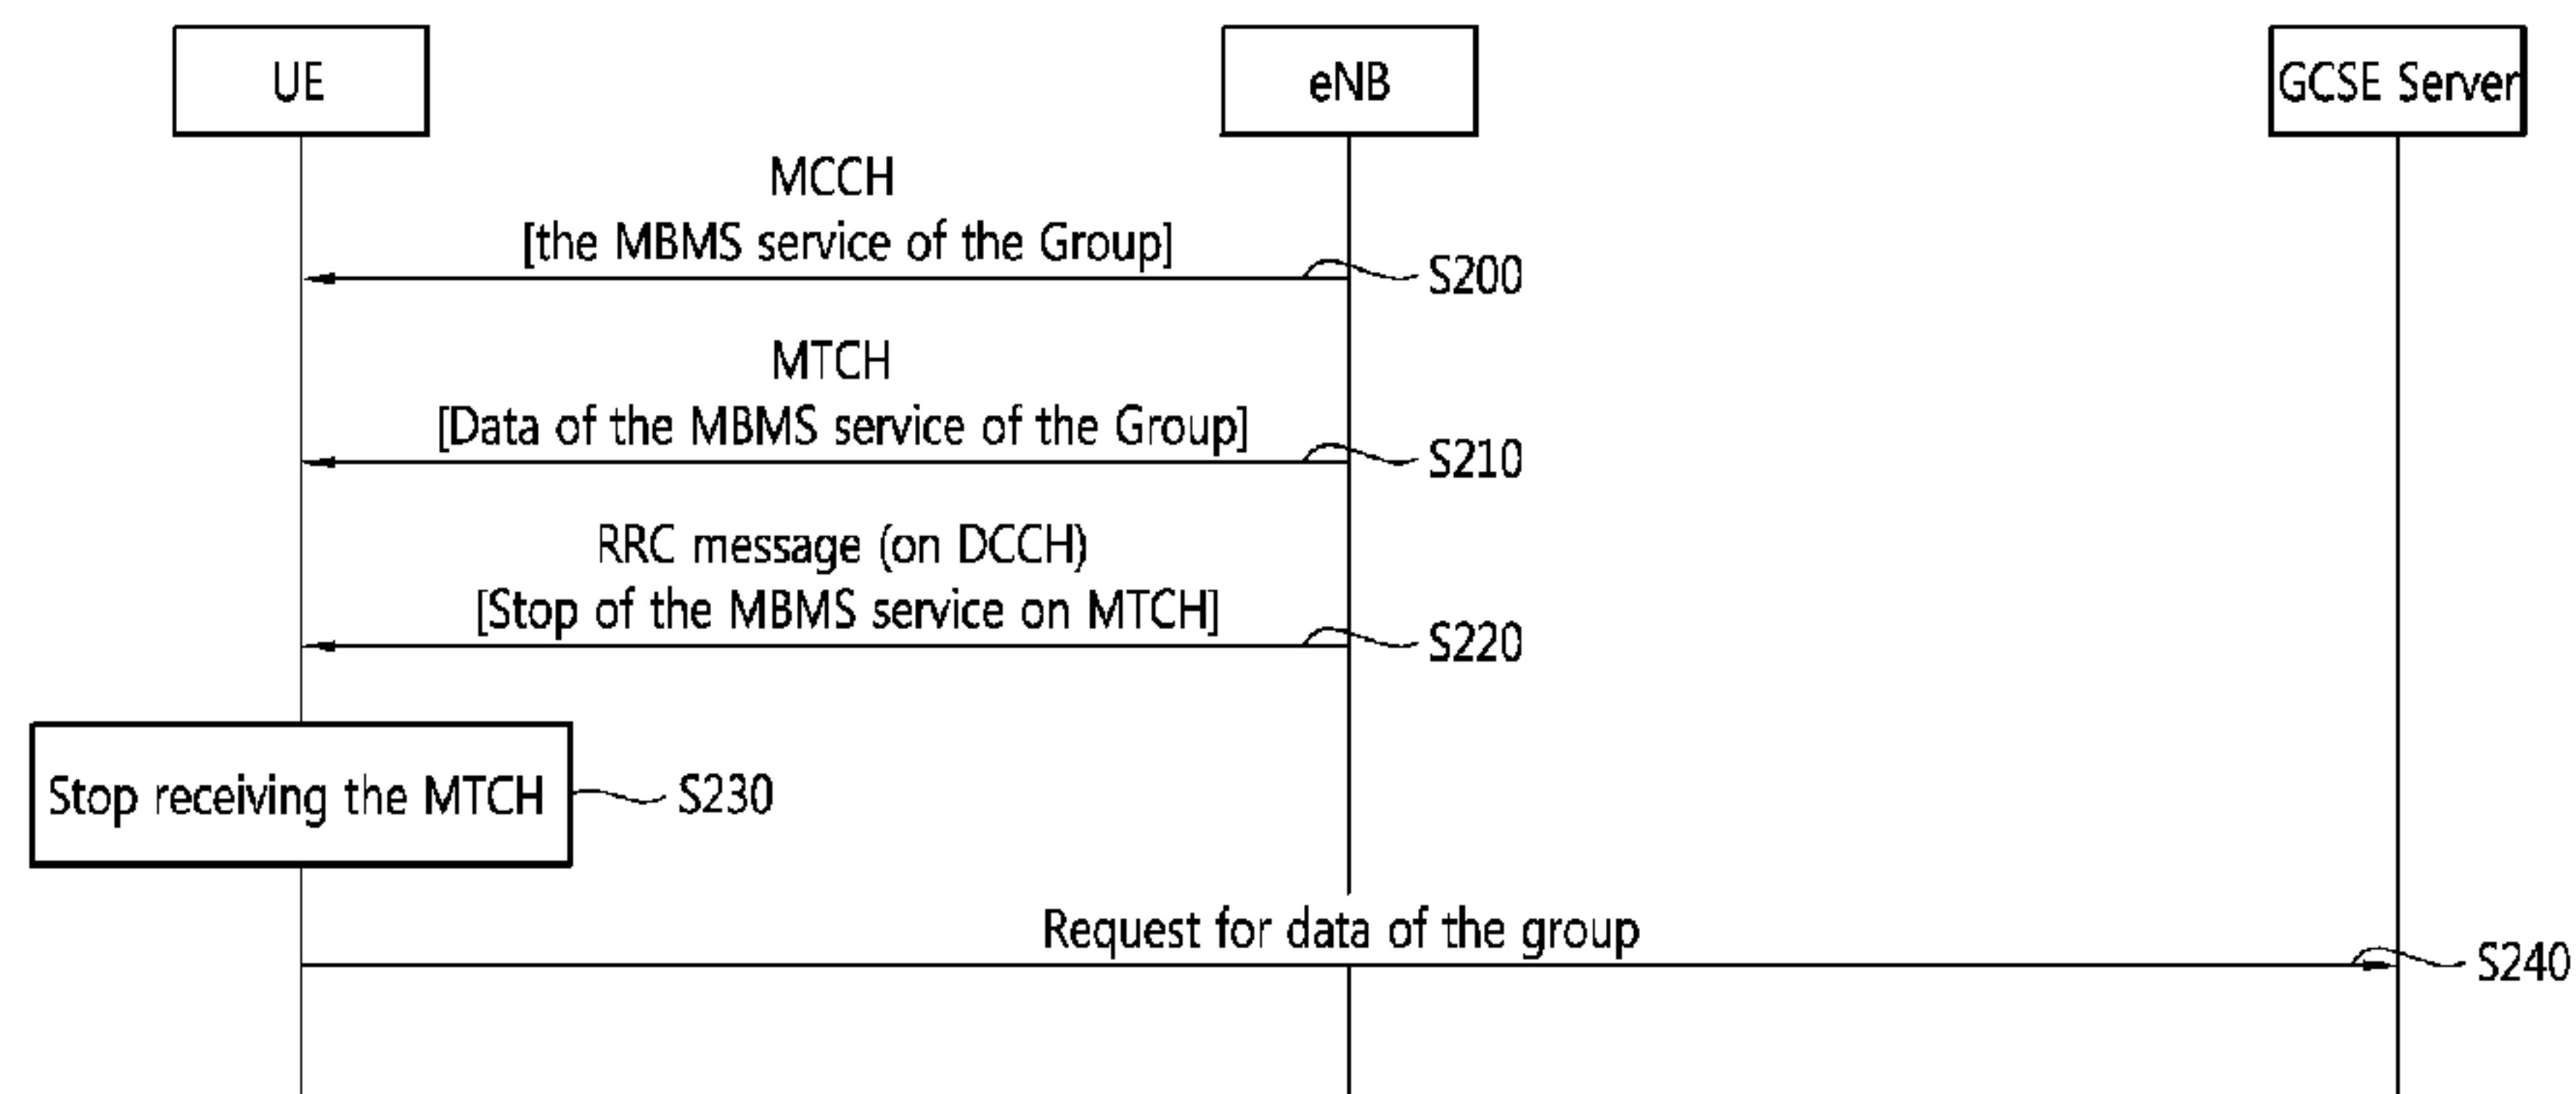 UE
eNB
GCSE Server
MCCH
[the MBMS service of the Group]
S200
MTCH
[Data of the MBMS service of the Group]
S210
RRC message (on DCCH)
[Stop of the MBMS service on MTCH]
S220
Stop receiving the MTCH
S230
Request for data of the group
S240